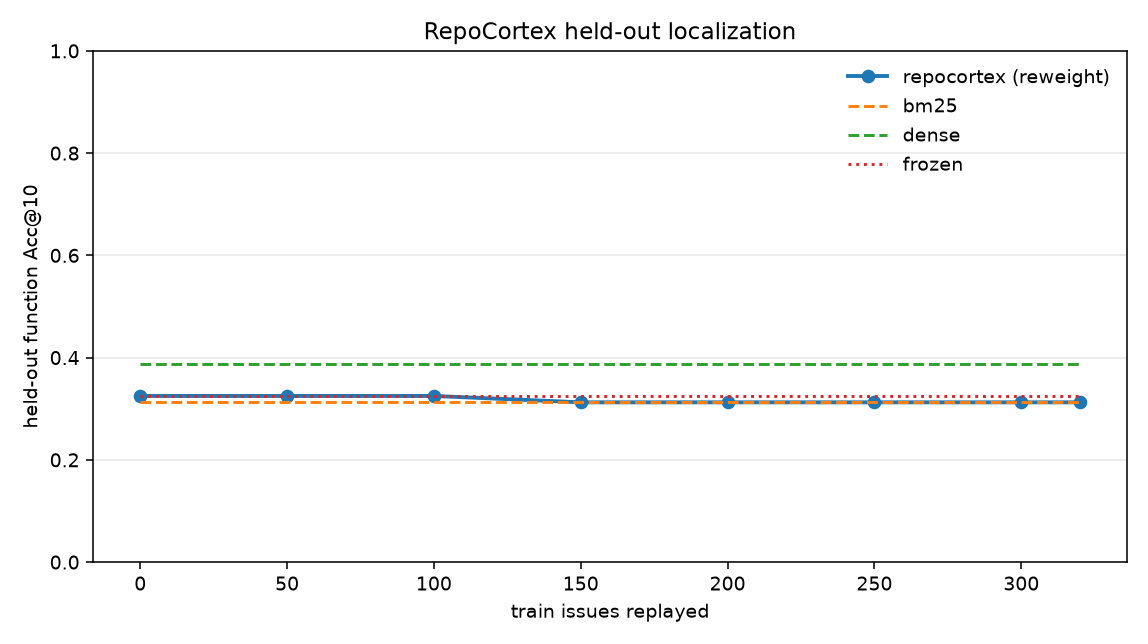 RepoCortex held-out localization
repocortex (reweight)
bm25
dense
frozen
held-out function Acc@10
1.0
0.8
0.6
0.4
0.2
0.0
0 50 100 150 200 250 300
train issues replayed